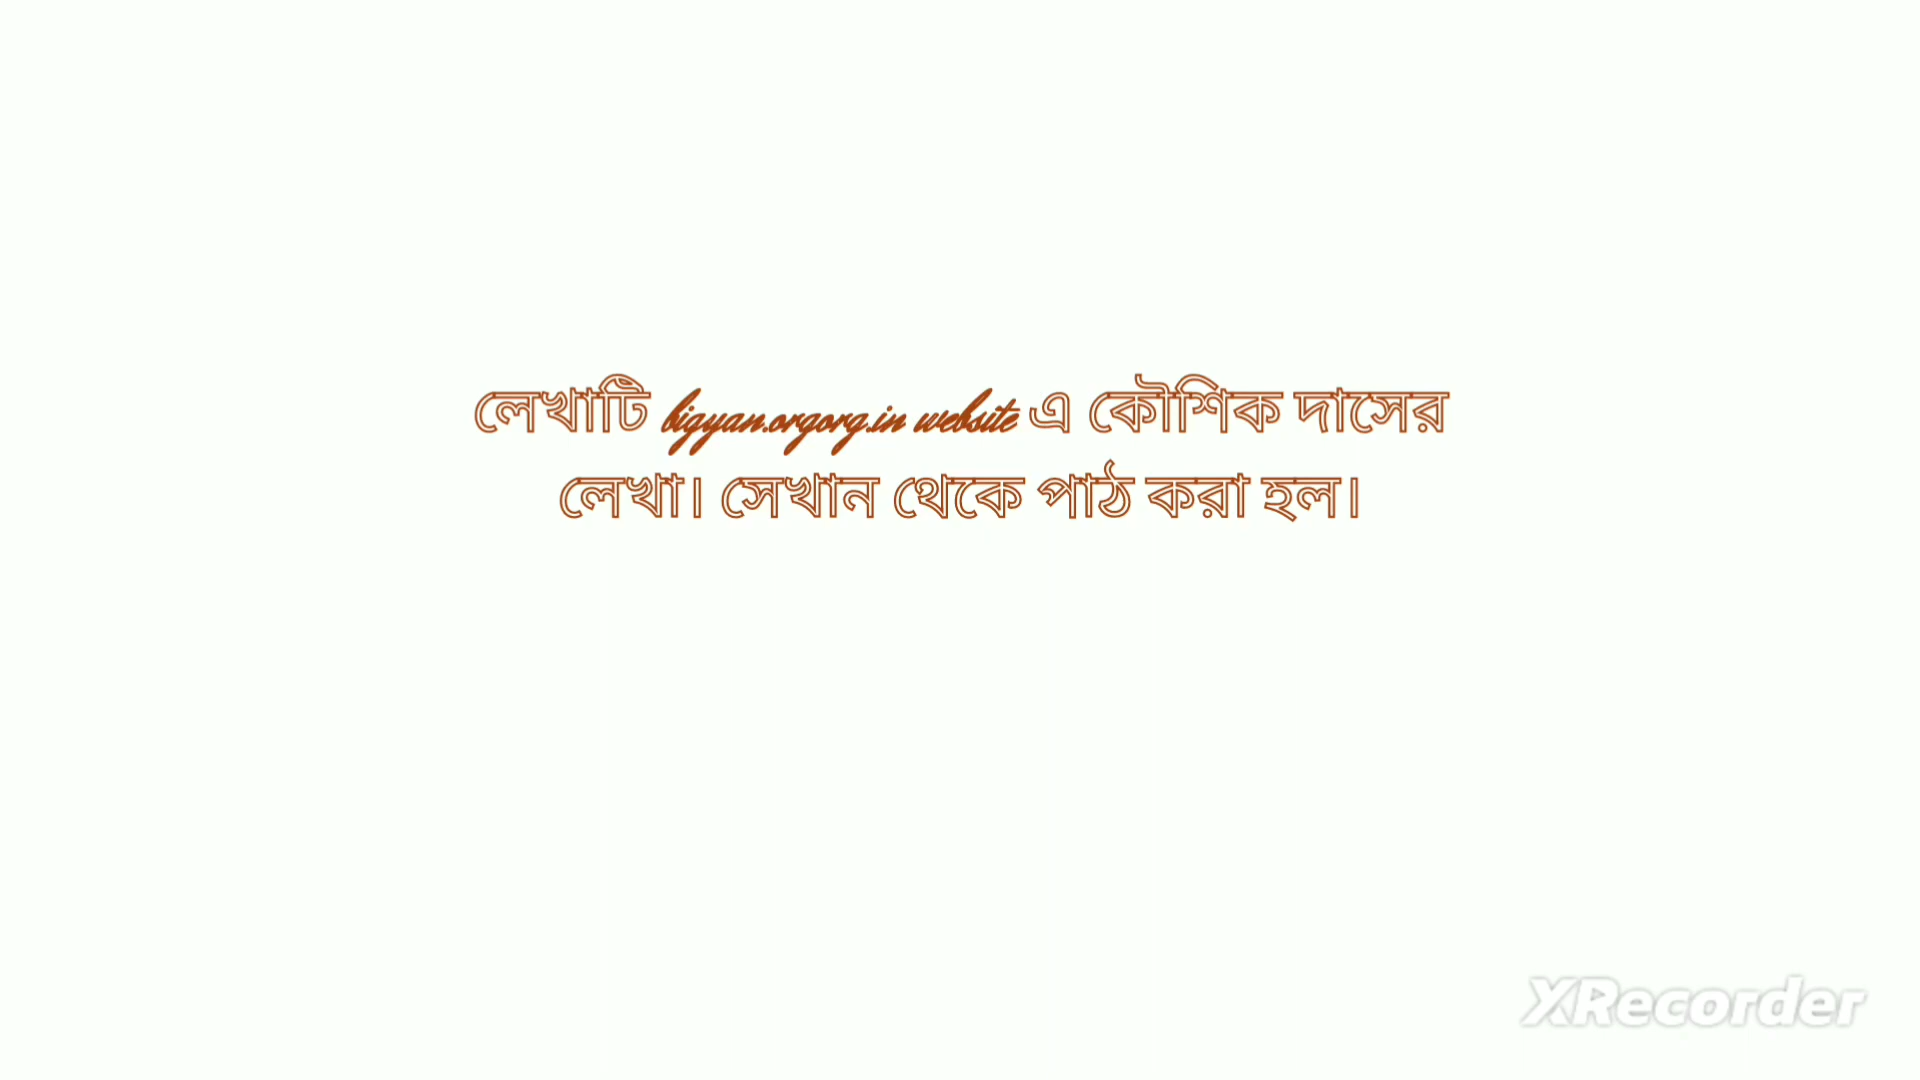 লেখাটি bigyan.orgorg.in website এ কৌশিক দাসের
লেখা। সেখান থেকে পাঠ করা হল।
XRecorder